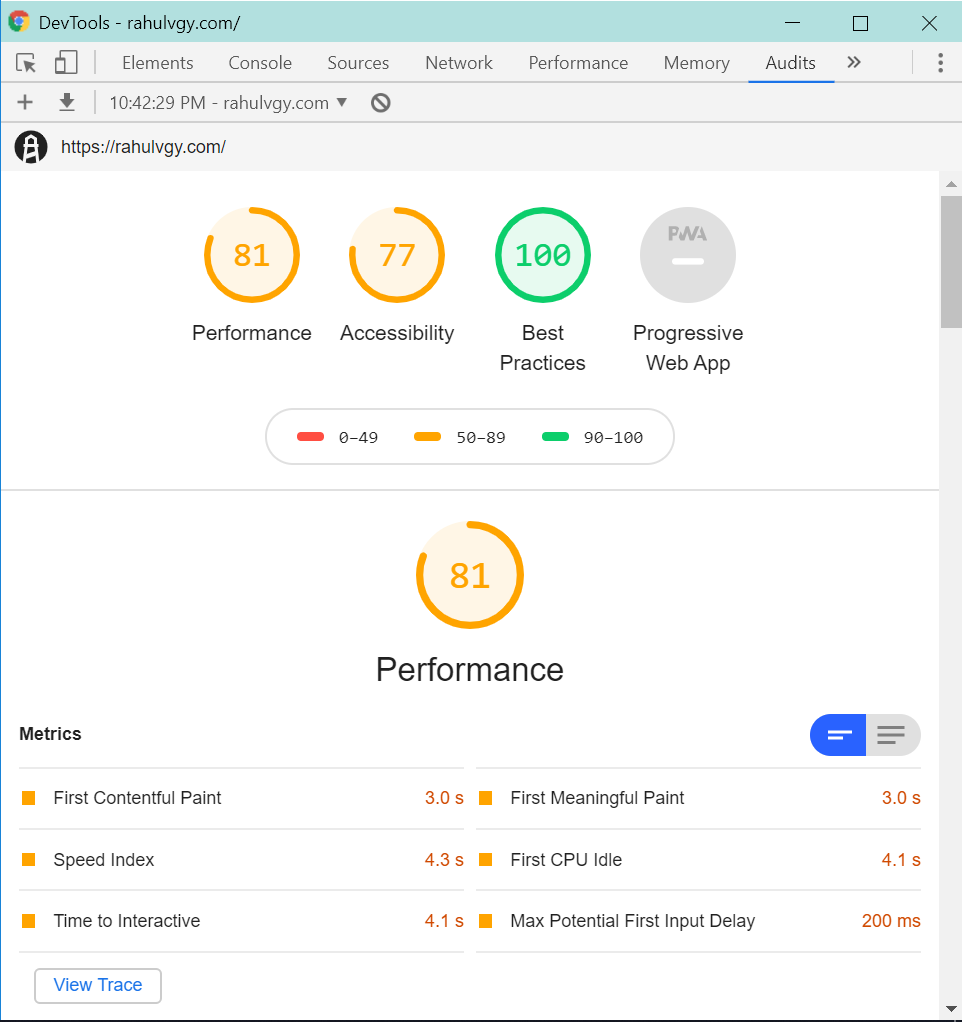 DevTools - rahulvgy.com/
Elements Console Sources Network Performance Memory Audits »
10:42:29 PM - rahulvgy.com ▼
https://rahulvgy.com/
81 77 100 PWA
Performance Accessibility Best Practices Progressive Web App
0–49 50–89 90–100
81
Performance
Metrics
First Contentful Paint 3.0 s First Meaningful Paint 3.0 s
Speed Index 4.3 s First CPU Idle 4.1 s
Time to Interactive 4.1 s Max Potential First Input Delay 200 ms
View Trace